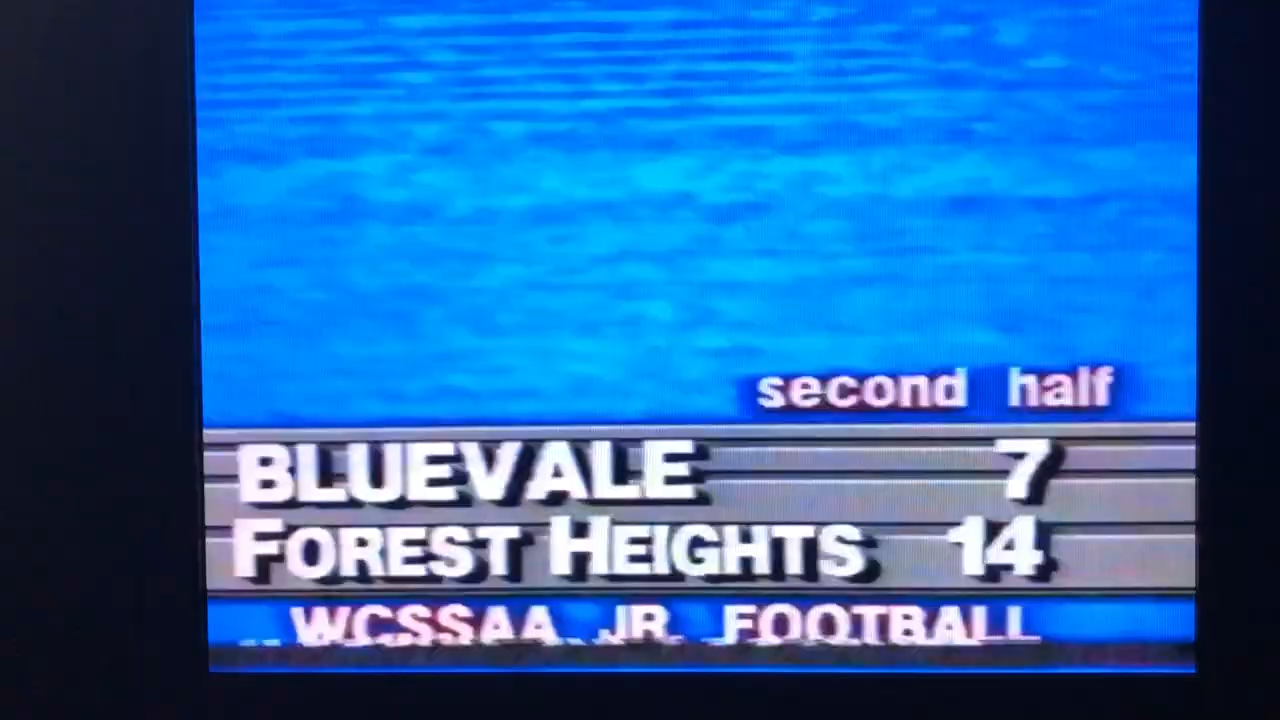 second half
BLUEVALE 7
FOREST HEIGHTS 14
WCSSAA JR. FOOTBALL